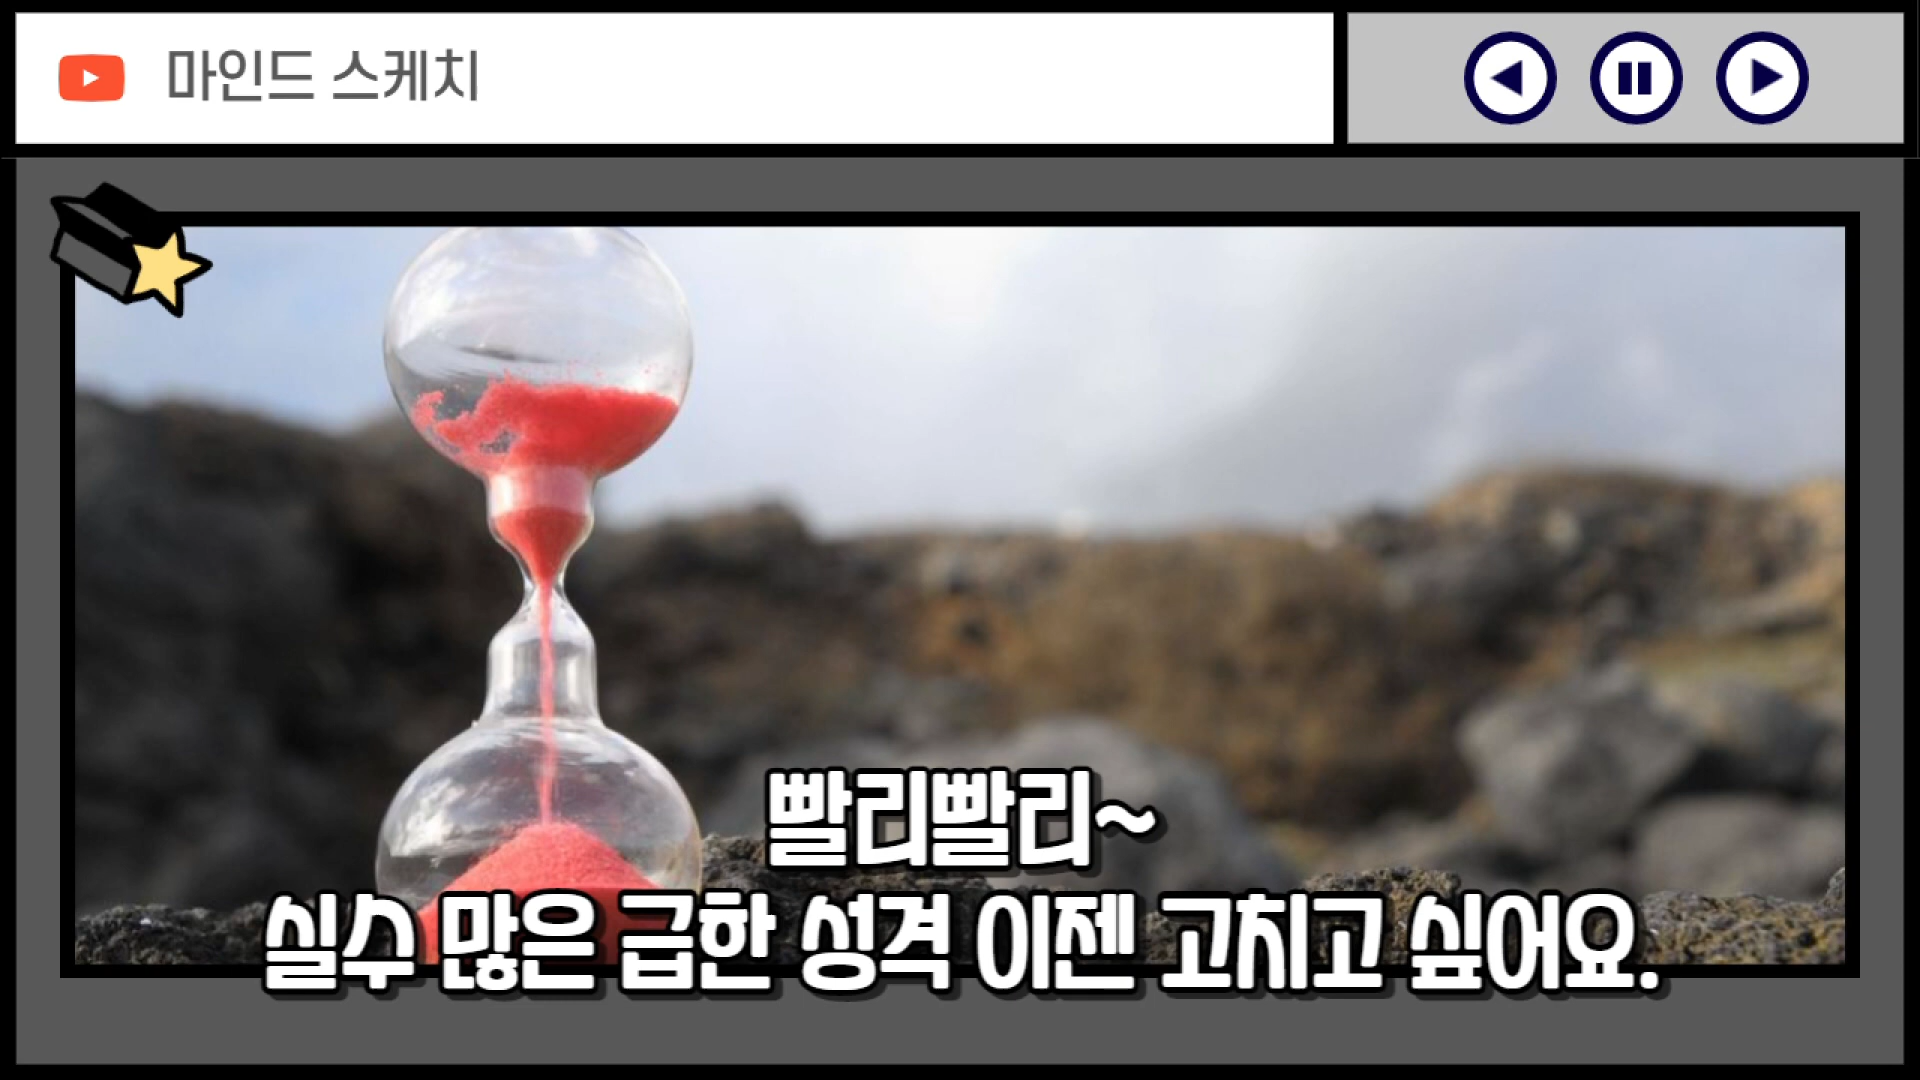 마인드 스케치
빨리빨리~
실수 많은 급한 성격 이젠 고치고 싶어요.